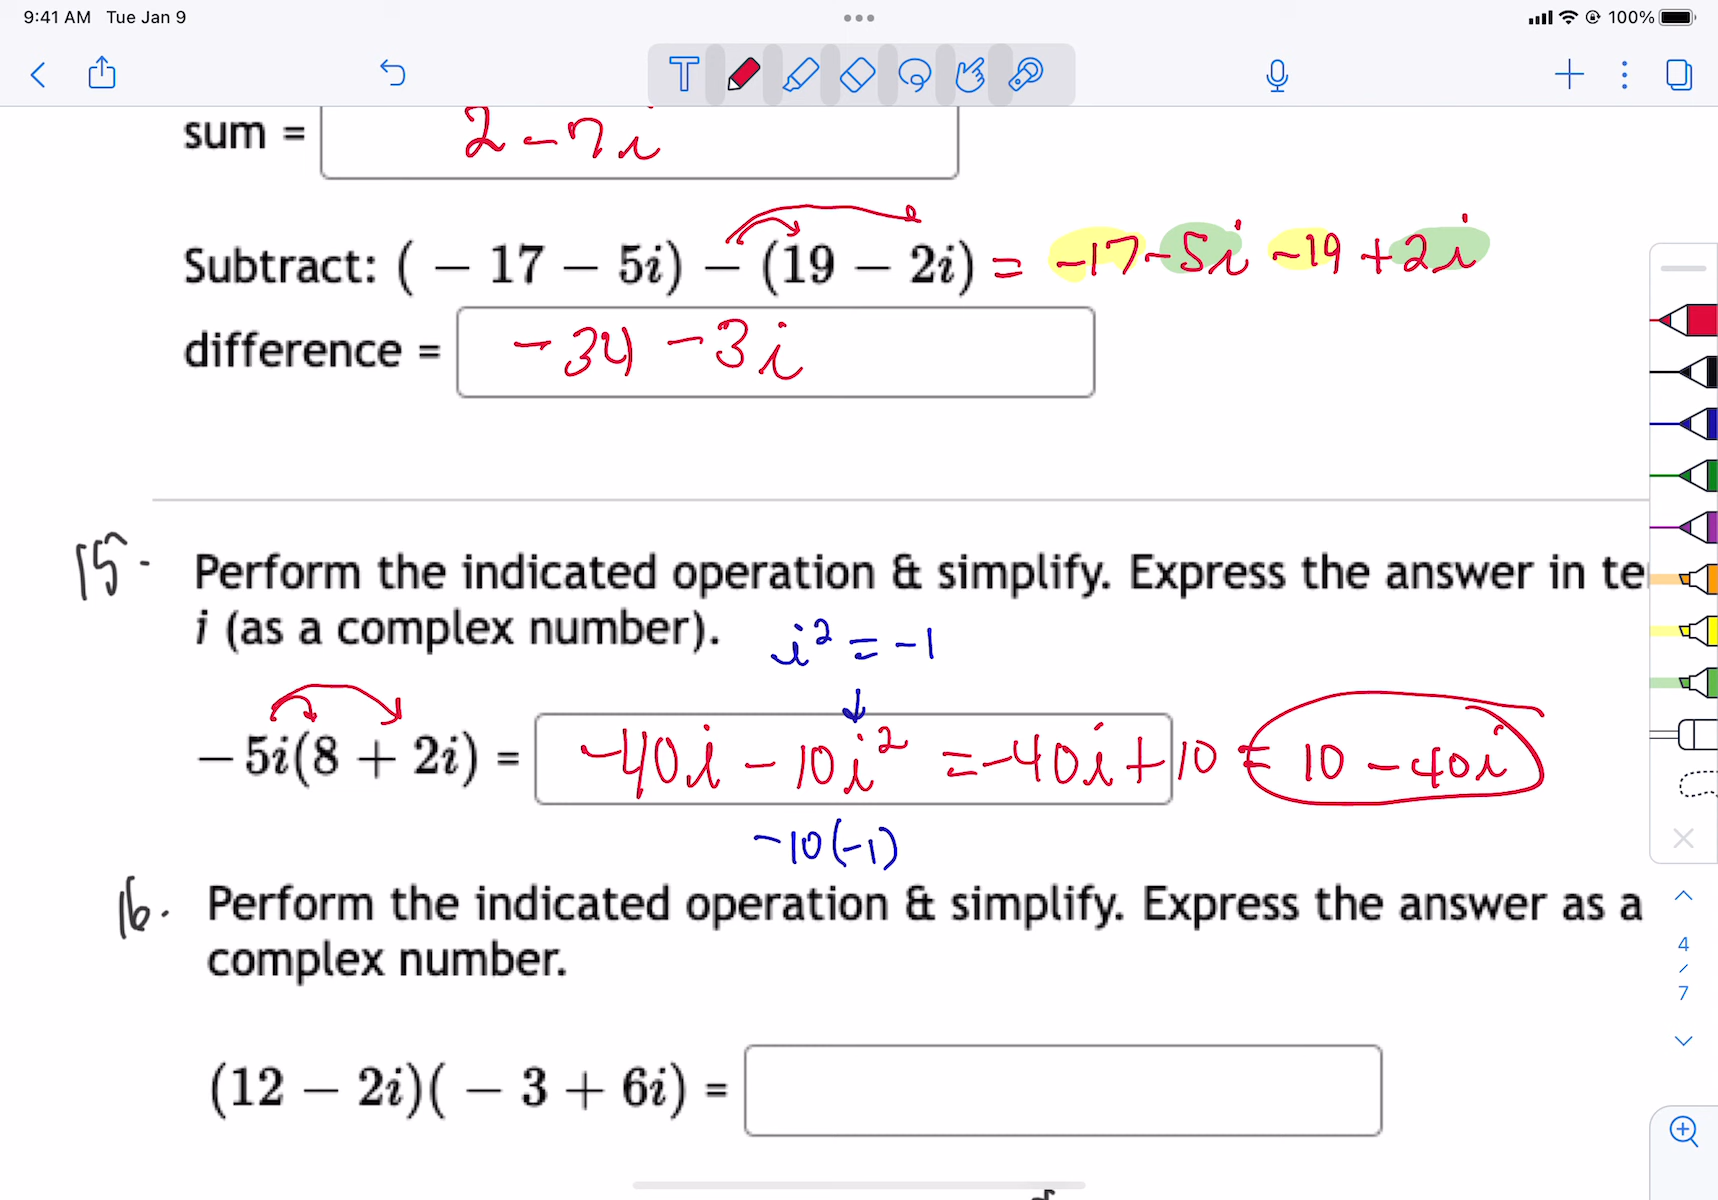 9:41 AM Tue Jan 9 100%
T
sum = 2 - 7i
Subtract: ( − 17 − 5i) − (19 − 2i) = -17 - 5i -19 + 2i
difference = -34 - 3i
15. Perform the indicated operation & simplify. Express the answer in te
i (as a complex number). i² = -1
− 5i(8 + 2i) = -40i - 10i² = -40i + 10 = 10 - 40i
-10(-1)
16. Perform the indicated operation & simplify. Express the answer as a
complex number.
(12 − 2i)( − 3 + 6i) =
4
/
7